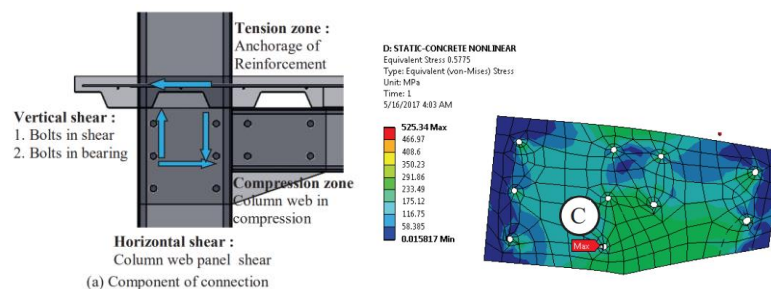 Tension zone :
Anchorage of
Reinforcement
Vertical shear :
1. Bolts in shear
2. Bolts in bearing
Compression zone
Column web in
compression
Horizontal shear :
Column web panel shear
(a) Component of connection
D: STATIC-CONCRETE NONLINEAR
Equivalent Stress 0.5775
Type: Equivalent (von-Mises) Stress
Unit: MPa
Time: 1
5/16/2017 4:03 AM
525.34 Max
466.97
408.6
350.23
291.86
233.49
175.12
116.75
58.385
0.015817 Min
C
Max